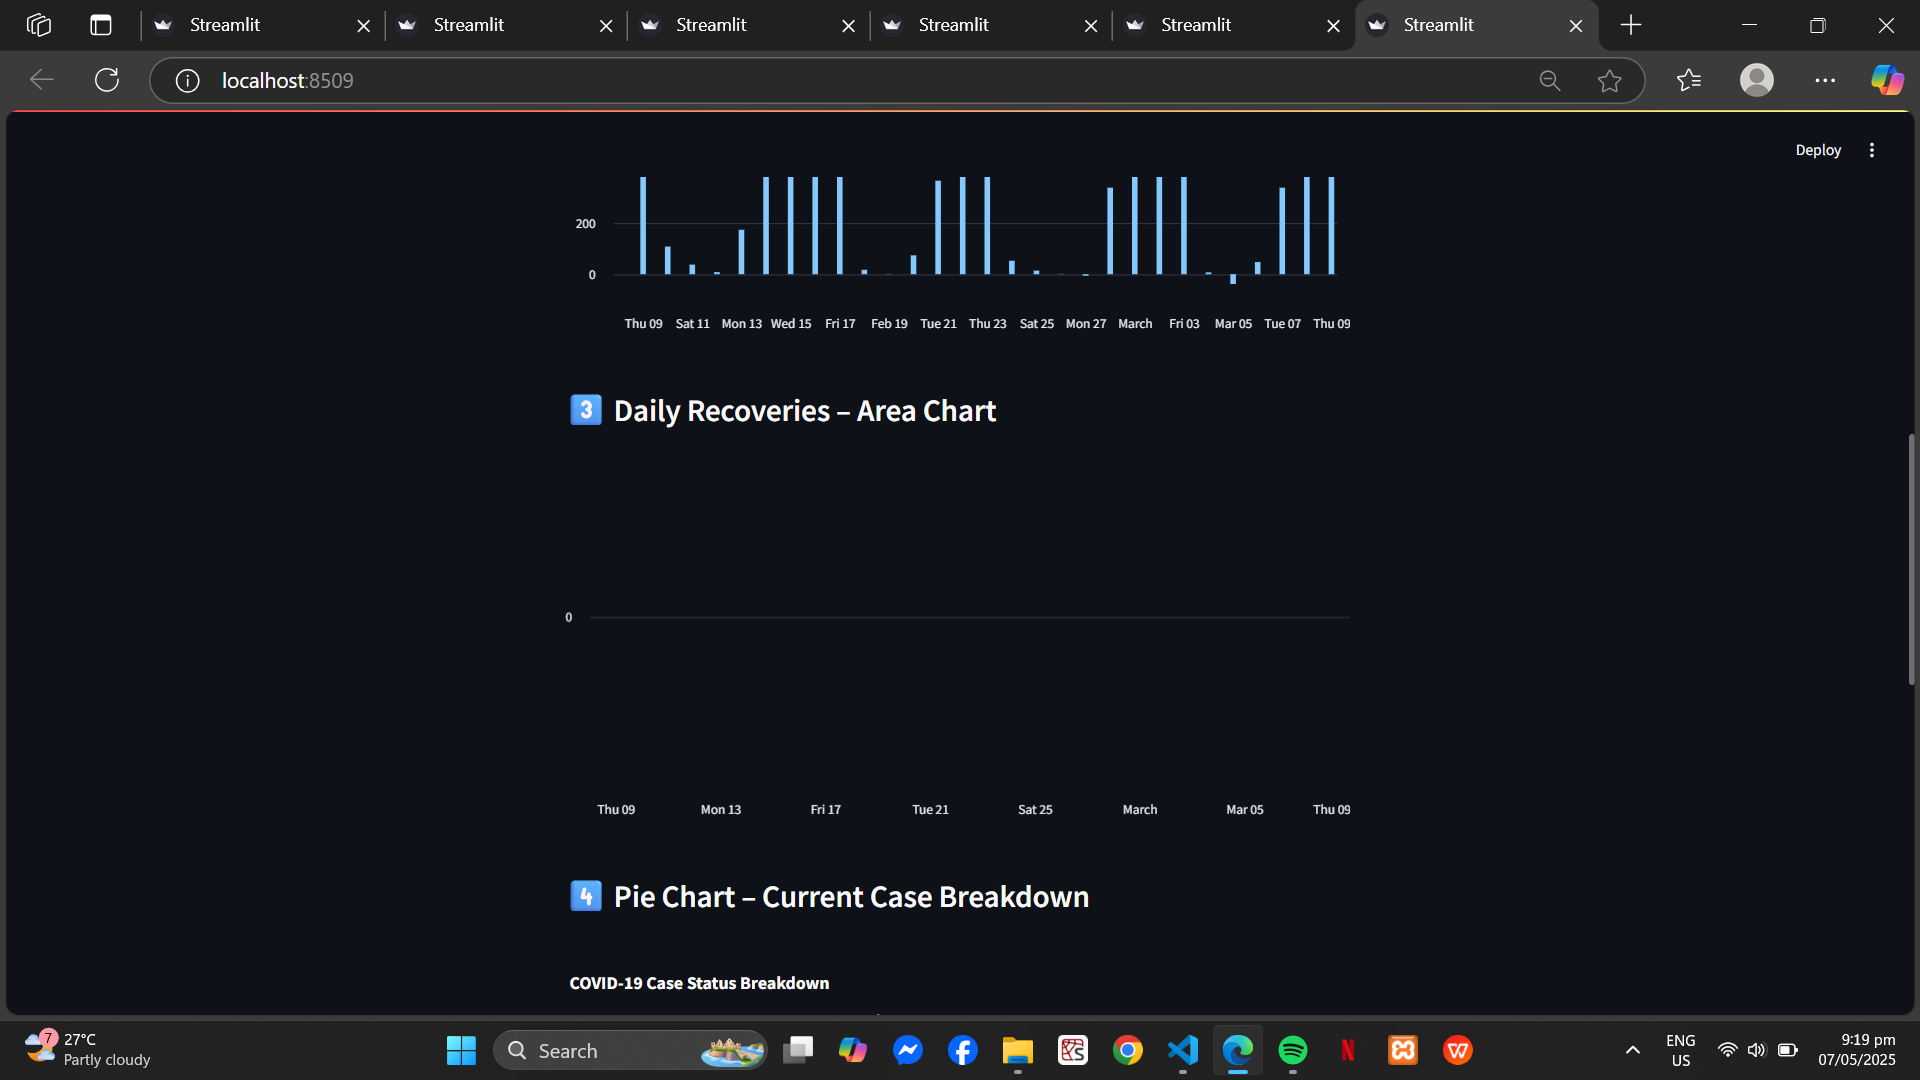 Streamlit Streamlit Streamlit Streamlit Streamlit Streamlit
localhost:8509
Deploy
200
0
Thu 09 Sat 11 Mon 13 Wed 15 Fri 17 Feb 19 Tue 21 Thu 23 Sat 25 Mon 27 March Fri 03 Mar 05 Tue 07 Thu 09
3 Daily Recoveries – Area Chart
0
Thu 09 Mon 13 Fri 17 Tue 21 Sat 25 March Mar 05 Thu 09
4 Pie Chart – Current Case Breakdown
COVID-19 Case Status Breakdown
7 27°C
Partly cloudy
Search
ENG
US
9:19 pm
07/05/2025